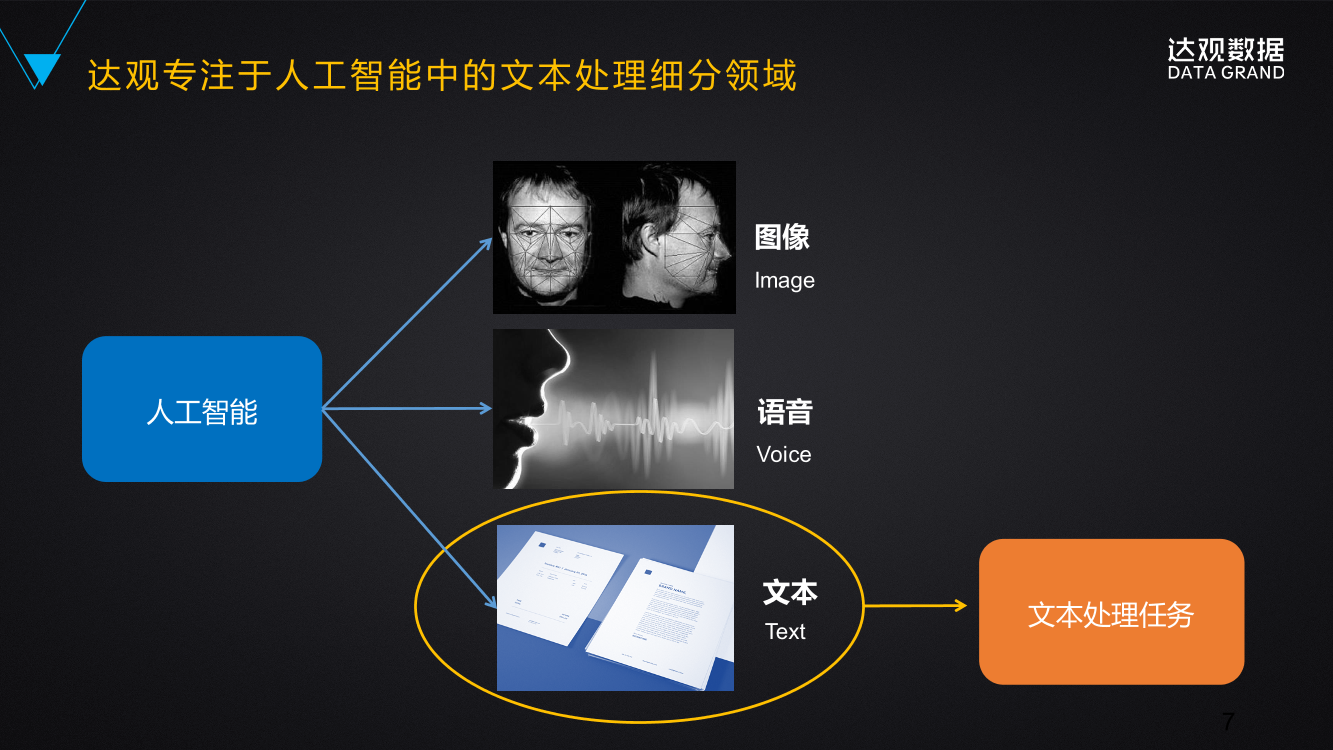 达观专注于人工智能中的文本处理细分领域
达观数据
DATA GRAND
图像
Image
人工智能
语音
Voice
文本
Text
文本处理任务
7